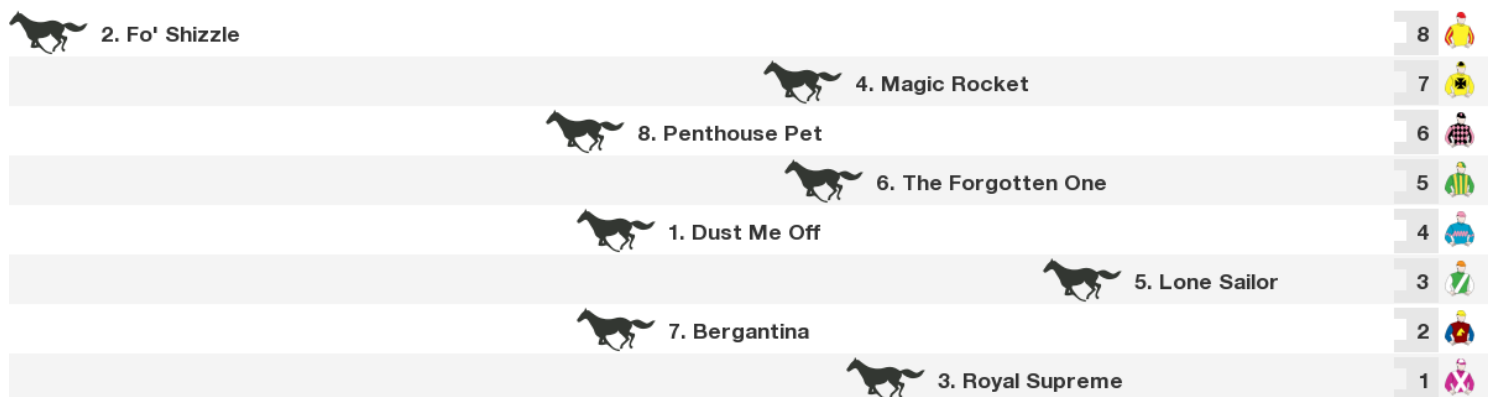 2. Fo' Shizzle 8
4. Magic Rocket 7
8. Penthouse Pet 6
6. The Forgotten One 5
1. Dust Me Off 4
5. Lone Sailor 3
7. Bergantina 2
3. Royal Supreme 1